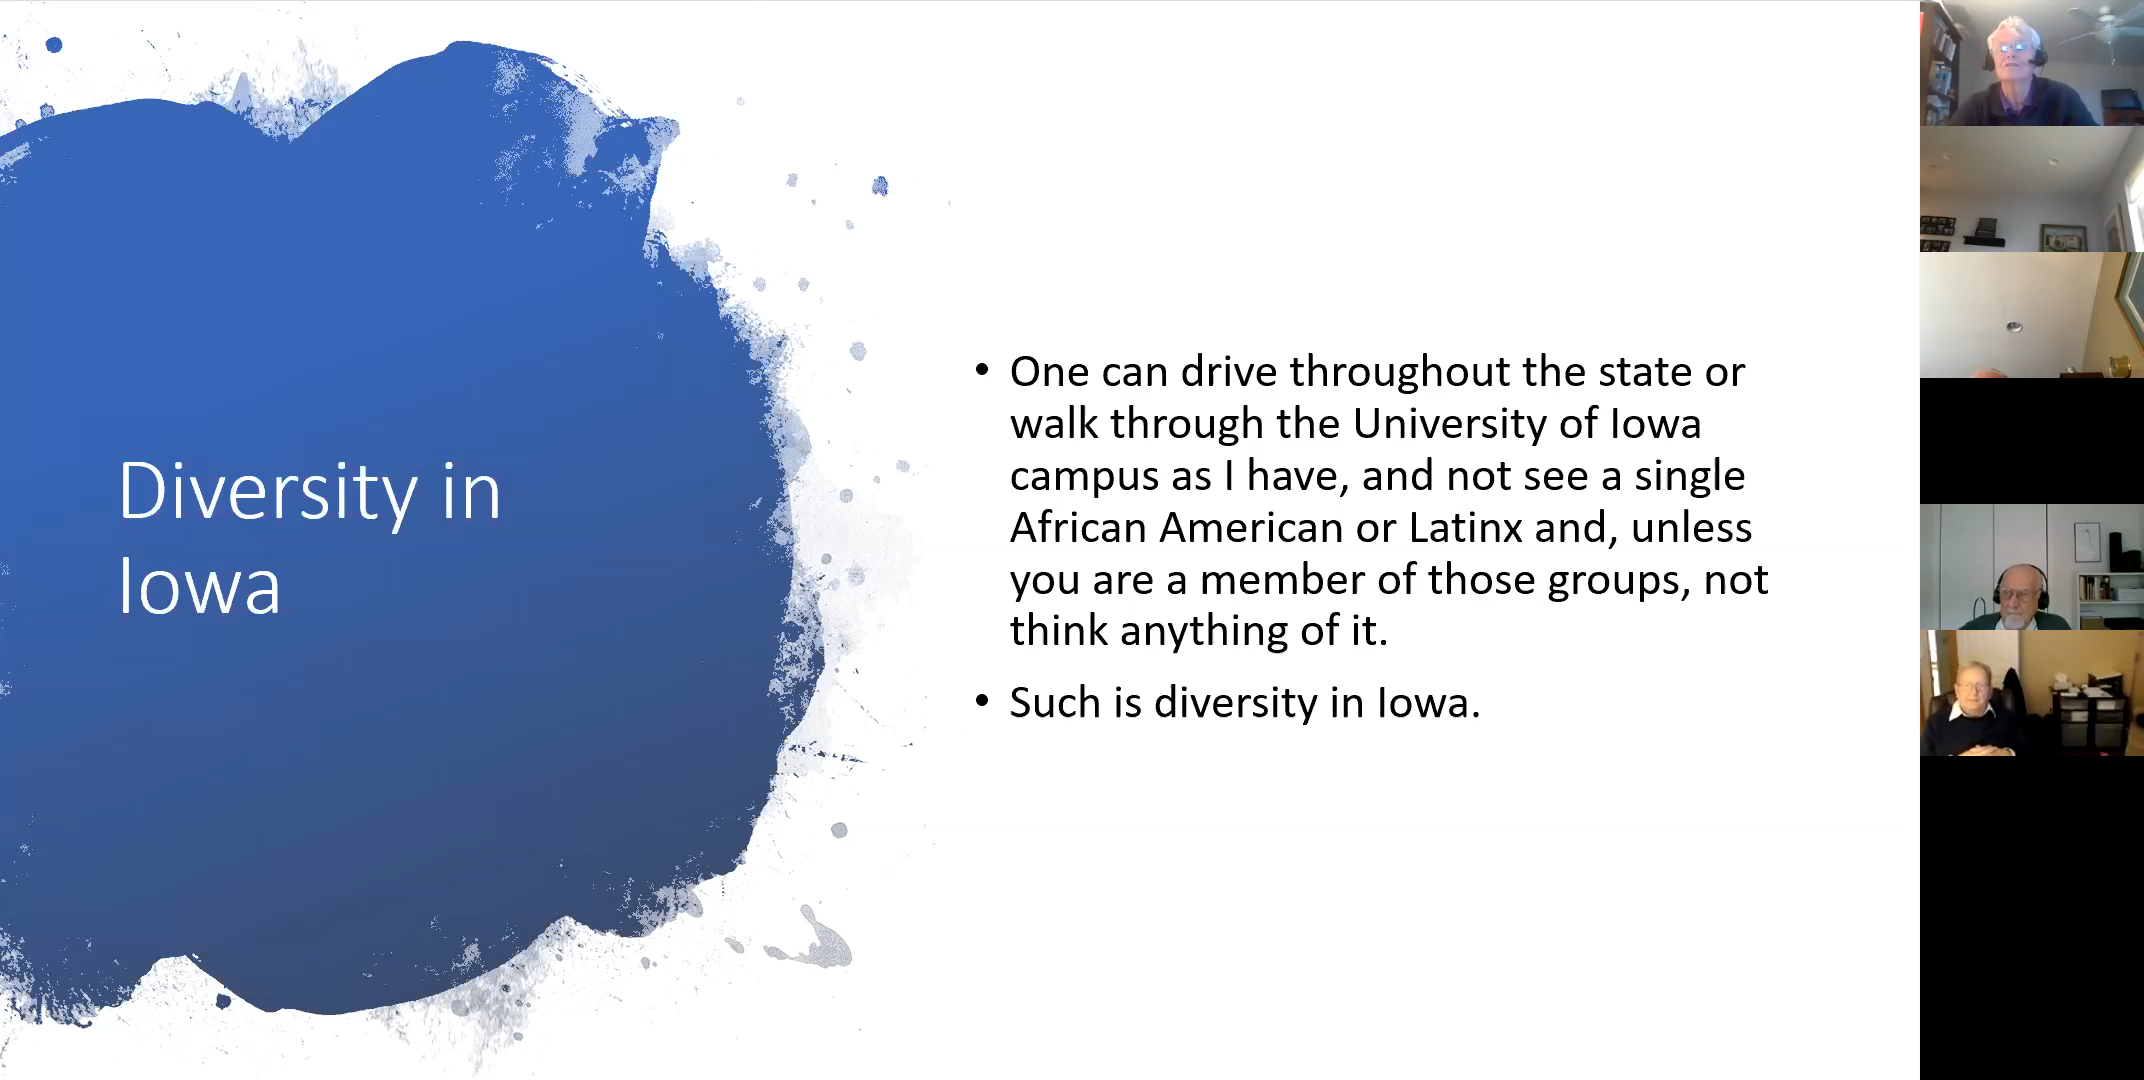 Diversity in
Iowa
• One can drive throughout the state or
walk through the University of Iowa
campus as I have, and not see a single
African American or Latinx and, unless
you are a member of those groups, not
think anything of it.
• Such is diversity in Iowa.